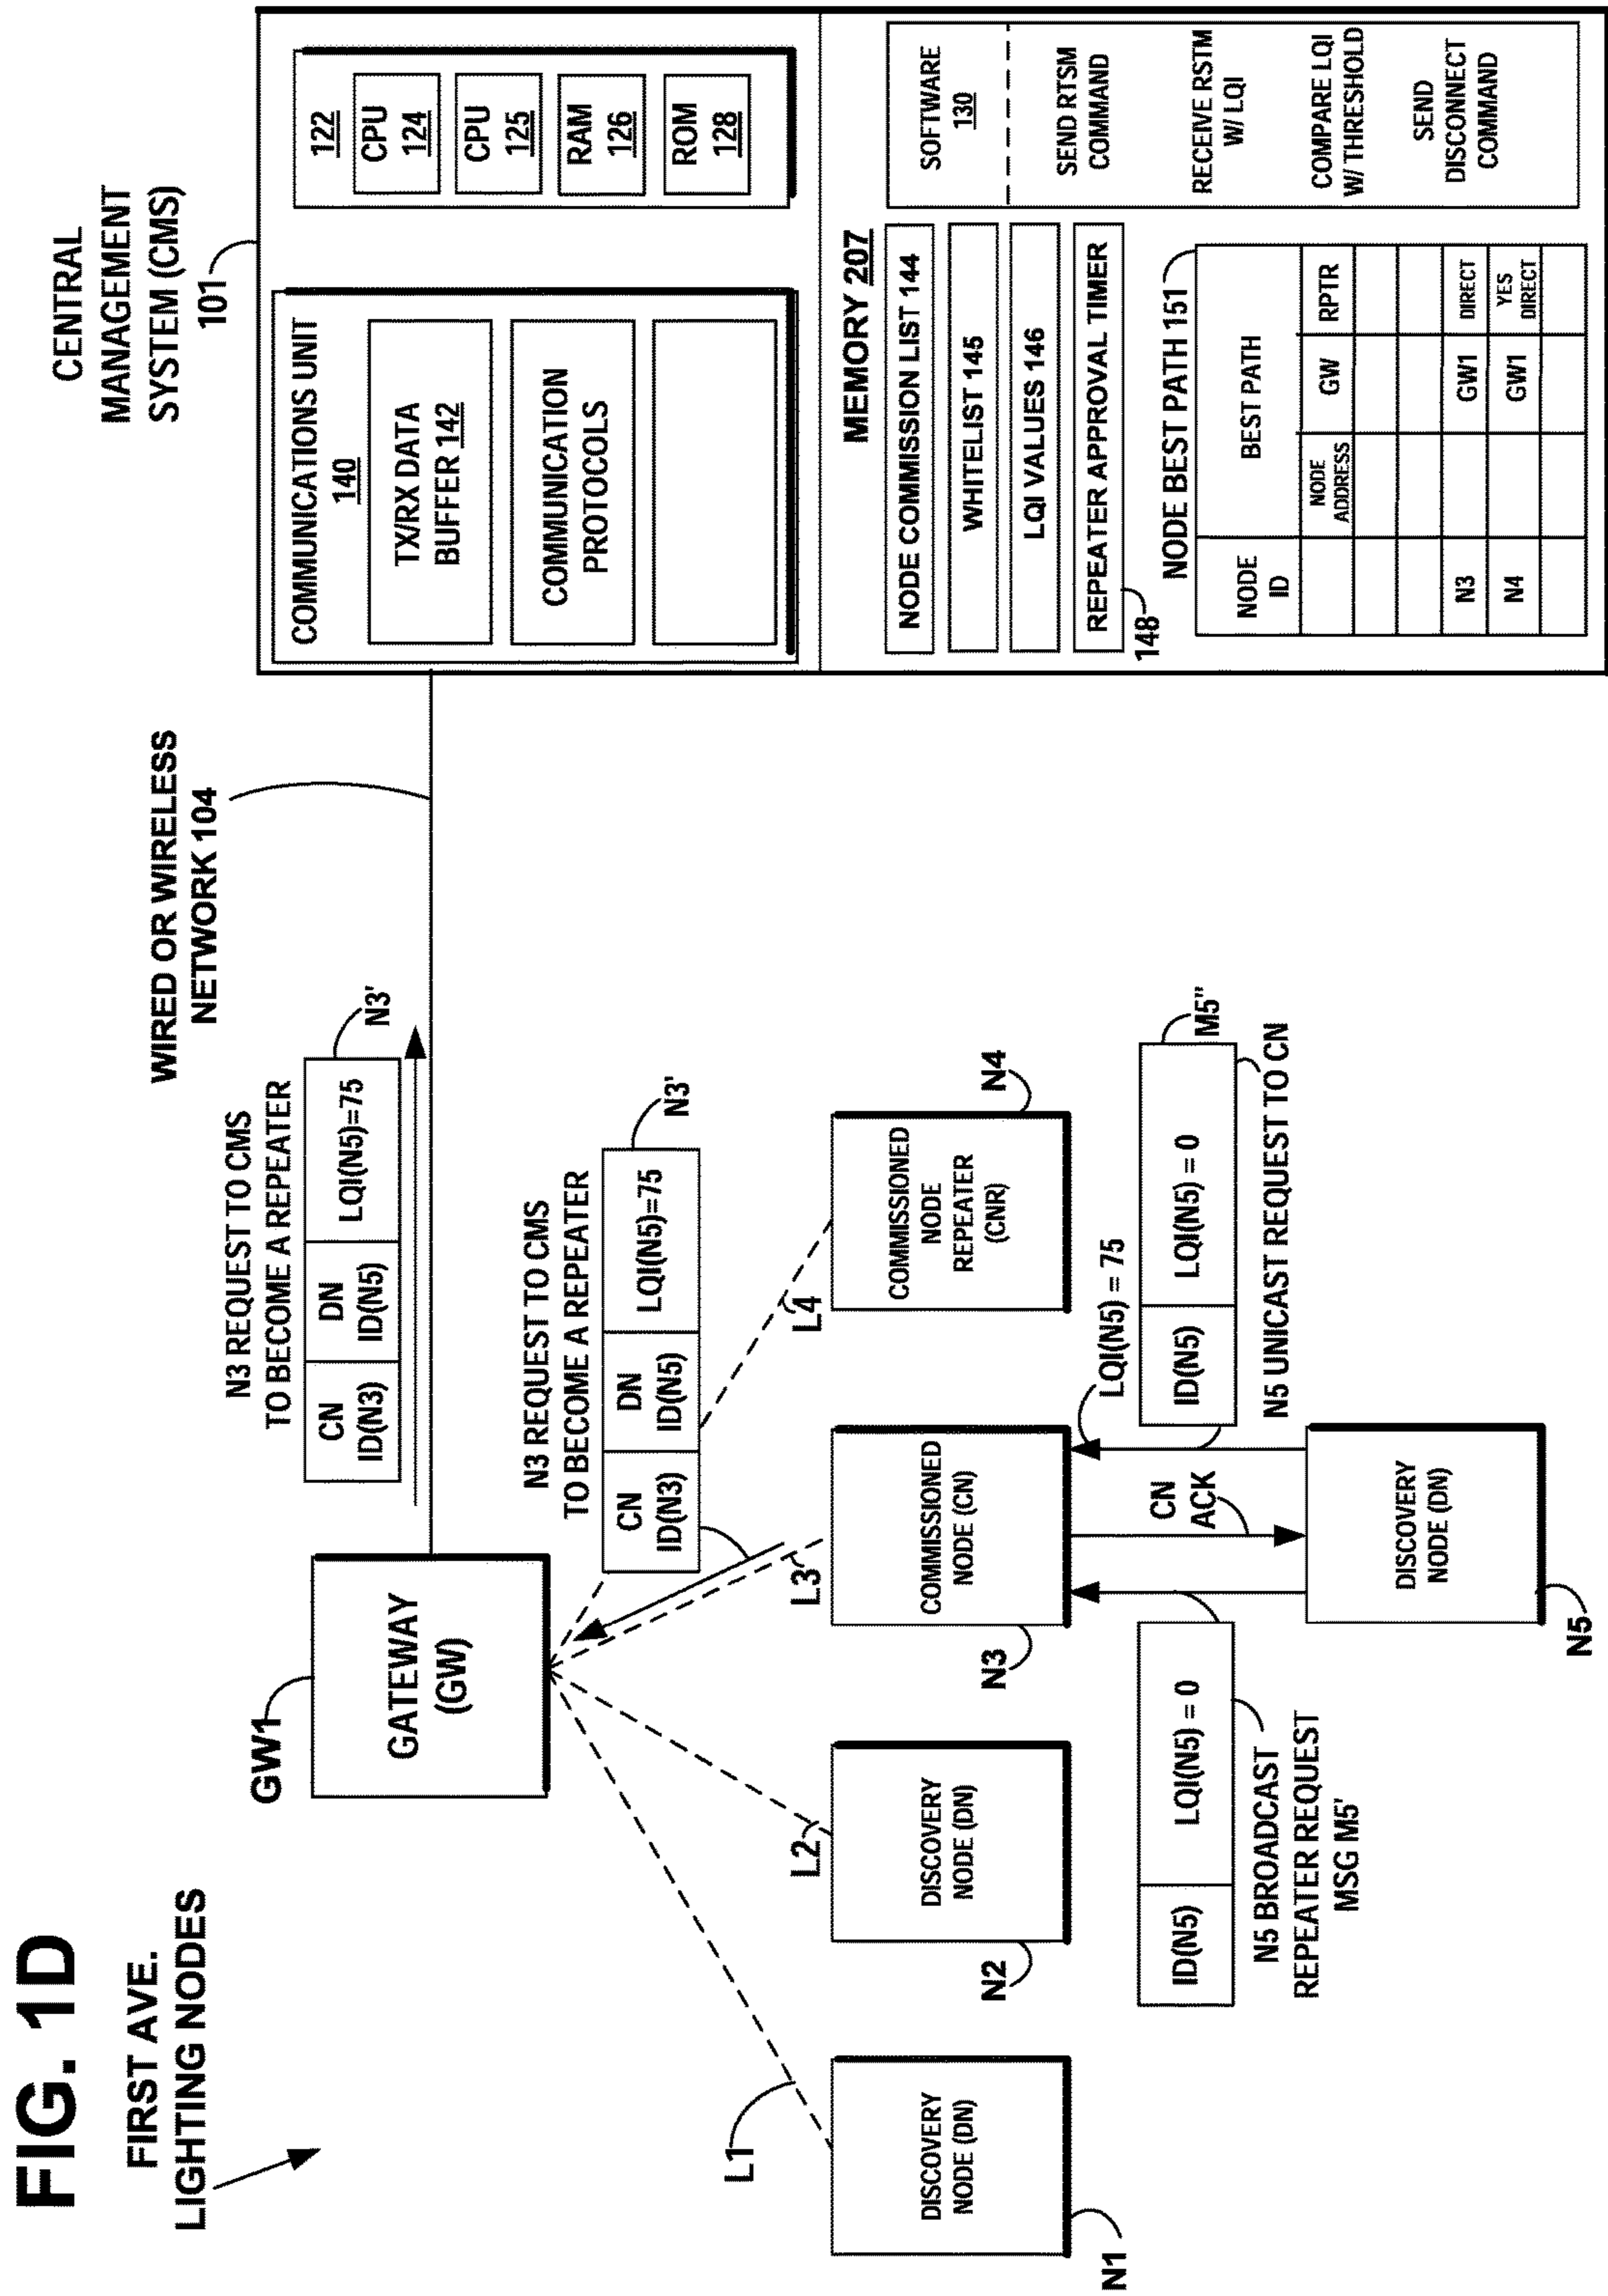 FIG. 1D
FIRST AVE.
LIGHTING NODES
GW1
GATEWAY
(GW)
N3 REQUEST TO CMS
TO BECOME A REPEATER
CN
ID(N3)
DN
ID(N5)
LQI(N5)=75
N3'
WIRED OR WIRELESS
NETWORK 104
N3 REQUEST TO CMS
TO BECOME A REPEATER
CN
ID(N3)
DN
ID(N5)
LQI(N5)=75
N3'
L1
L2
L3
L4
DISCOVERY
NODE (DN)
N1
DISCOVERY
NODE (DN)
N2
COMMISSIONED
NODE (CN)
N3
COMMISSIONED
NODE
REPEATER
(CNR)
N4
ID(N5)
LQI(N5) = 0
N5 BROADCAST
REPEATER REQUEST
MSG M5'
CN
ACK
LQI(N5) = 75
ID(N5)
LQI(N5) = 0
M5"
N5 UNICAST REQUEST TO CN
DISCOVERY
NODE (DN)
N5
CENTRAL
MANAGEMENT
SYSTEM (CMS)
101
COMMUNICATIONS UNIT
140
TX/RX DATA
BUFFER 142
COMMUNICATION
PROTOCOLS
122
CPU
124
CPU
125
RAM
126
ROM
128
MEMORY 207
NODE COMMISSION LIST 144
WHITELIST 145
LQI VALUES 146
REPEATER APPROVAL TIMER
148
SOFTWARE
130
SEND RTSM
COMMAND
RECEIVE RSTM
W/ LQI
COMPARE LQI
W/ THRESHOLD
SEND
DISCONNECT
COMMAND
NODE BEST PATH 151
NODE
ID
BEST PATH
NODE
ADDRESS
GW
RPTR
N3
GW1
DIRECT
N4
GW1
YES
DIRECT